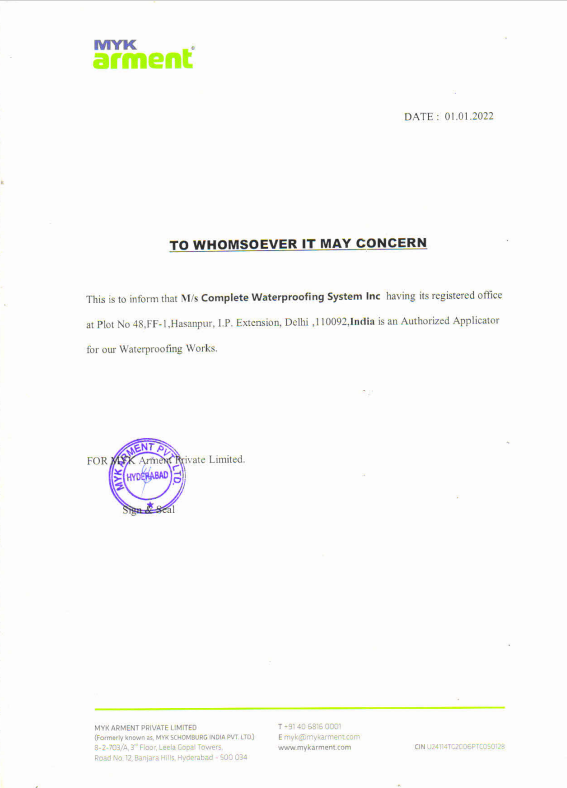 MYK
arment®
DATE : 01.01.2022
TO WHOMSOEVER IT MAY CONCERN
This is to inform that M/s Complete Waterproofing System Inc having its registered office
at Plot No 48,FF-1,Hasanpur, I.P. Extension, Delhi ,110092,India is an Authorized Applicator
for our Waterproofing Works.
FOR MYK Arment Private Limited.
MYK ARMENT PVT. LTD.
HYDERABAD
Sign & Seal
MYK ARMENT PRIVATE LIMITED
(Formerly known as, MYK SCHOMBURG INDIA PVT. LTD.)
8-2-703/A, 3rd Floor, Leela Gopal Towers,
Road No. 12, Banjara Hills, Hyderabad - 500 034
T +91 40 6816 0001
E myk@mykarment.com
www.mykarment.com
CIN